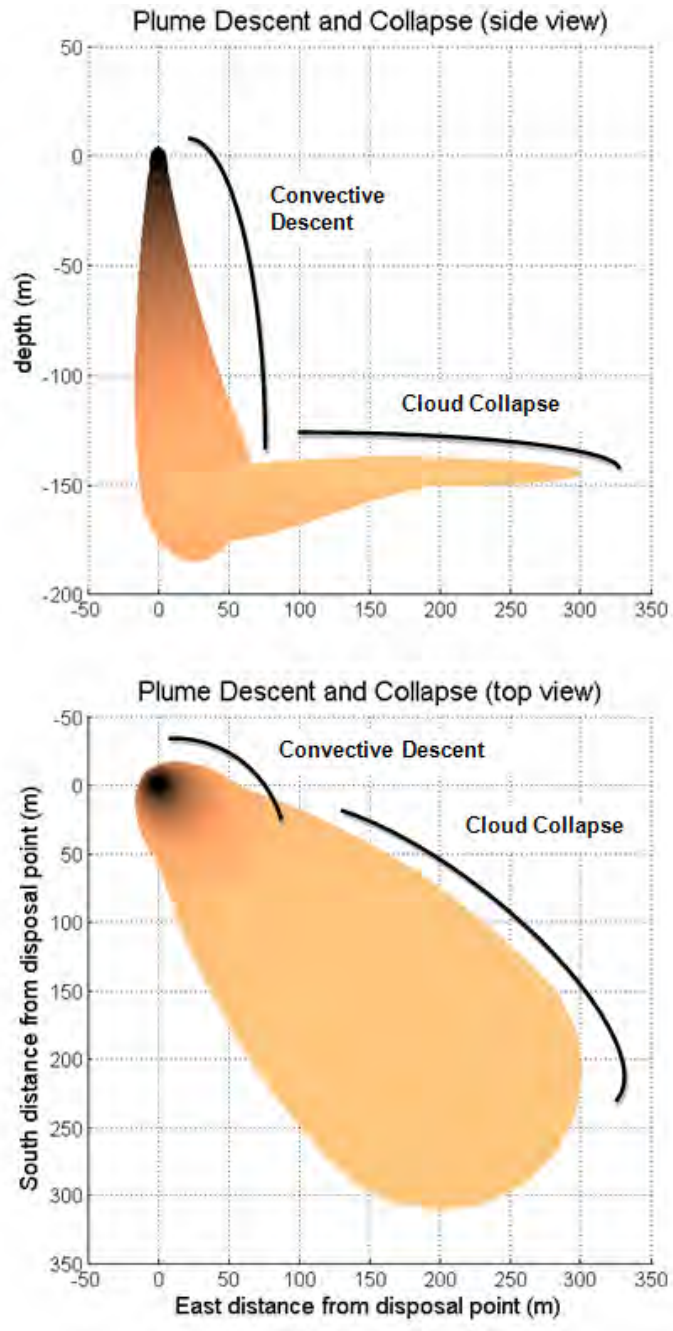 Plume Descent and Collapse (side view)
50
0
-50
-100
-150
-200
depth (m)
Convective
Descent
Cloud Collapse
-50 0 50 100 150 200 250 300 350
Plume Descent and Collapse (top view)
-50
0
50
100
150
200
250
300
350
South distance from disposal point (m)
Convective Descent
Cloud Collapse
-50 0 50 100 150 200 250 300 350
East distance from disposal point (m)